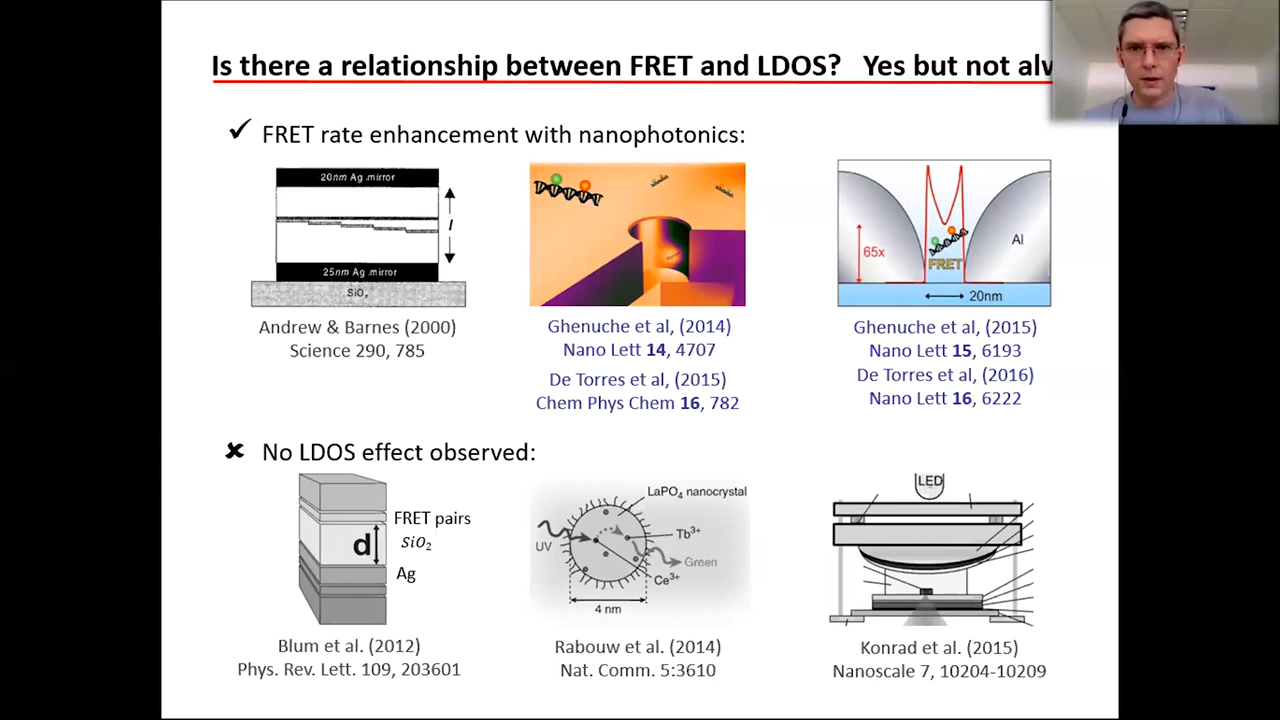 Is there a relationship between FRET and LDOS? Yes but not
✓ FRET rate enhancement with nanophotonics:
20nm Ag mirror
l
25nm Ag mirror
SiO₂
Andrew & Barnes (2000)
Science 290, 785
Ghenuche et al, (2014)
Nano Lett 14, 4707
De Torres et al, (2015)
Chem Phys Chem 16, 782
65x
FRET
Al
20nm
Ghenuche et al, (2015)
Nano Lett 15, 6193
De Torres et al, (2016)
Nano Lett 16, 6222
✘ No LDOS effect observed:
FRET pairs
d
SiO₂
Ag
Blum et al. (2012)
Phys. Rev. Lett. 109, 203601
LaPO₄ nanocrystal
UV
Tb³⁺
Green
Ce³⁺
4 nm
Rabouw et al. (2014)
Nat. Comm. 5:3610
LED
Konrad et al. (2015)
Nanoscale 7, 10204-10209